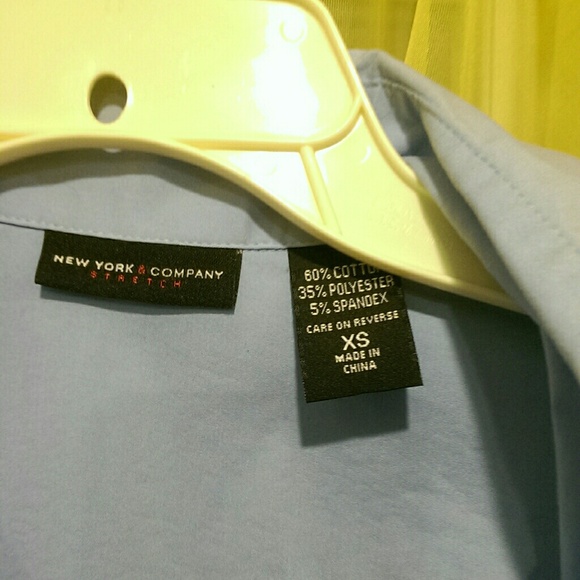 NEW YORK & COMPANY
STRETCH
60% COTTON
35% POLYESTER
5% SPANDEX
CARE ON REVERSE
XS
MADE IN
CHINA